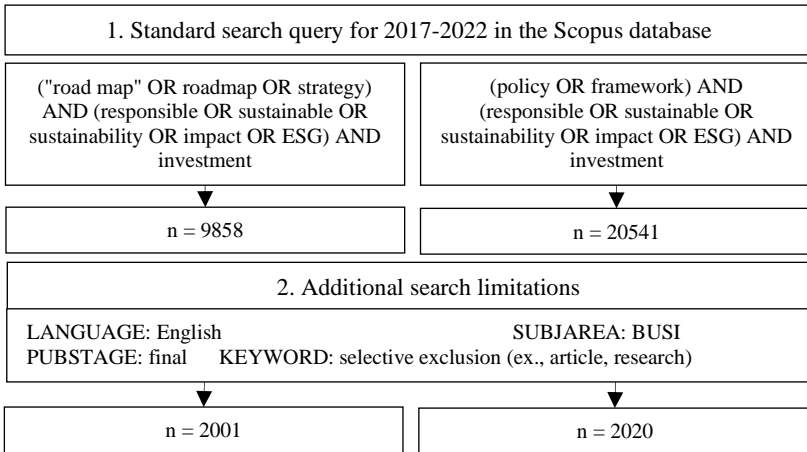 1. Standard search query for 2017-2022 in the Scopus database
("road map" OR roadmap OR strategy)
AND (responsible OR sustainable OR
sustainability OR impact OR ESG) AND
investment
(policy OR framework) AND
(responsible OR sustainable OR
sustainability OR impact OR ESG) AND
investment
n = 9858
n = 20541
2. Additional search limitations
LANGUAGE: English SUBJAREA: BUSI
PUBSTAGE: final KEYWORD: selective exclusion (ex., article, research)
n = 2001
n = 2020